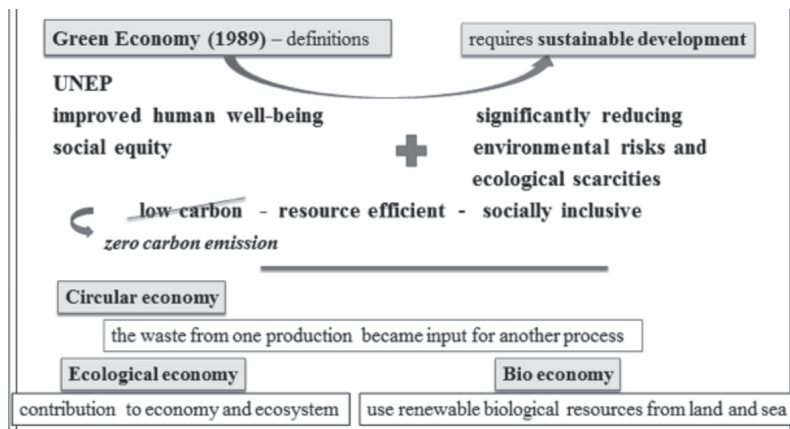 Green Economy (1989) – definitions
requires sustainable development
UNEP
improved human well-being
social equity
significantly reducing
environmental risks and
ecological scarcities
low carbon - resource efficient - socially inclusive
zero carbon emission
Circular economy
the waste from one production became input for another process
Ecological economy
Bio economy
contribution to economy and ecosystem
use renewable biological resources from land and sea